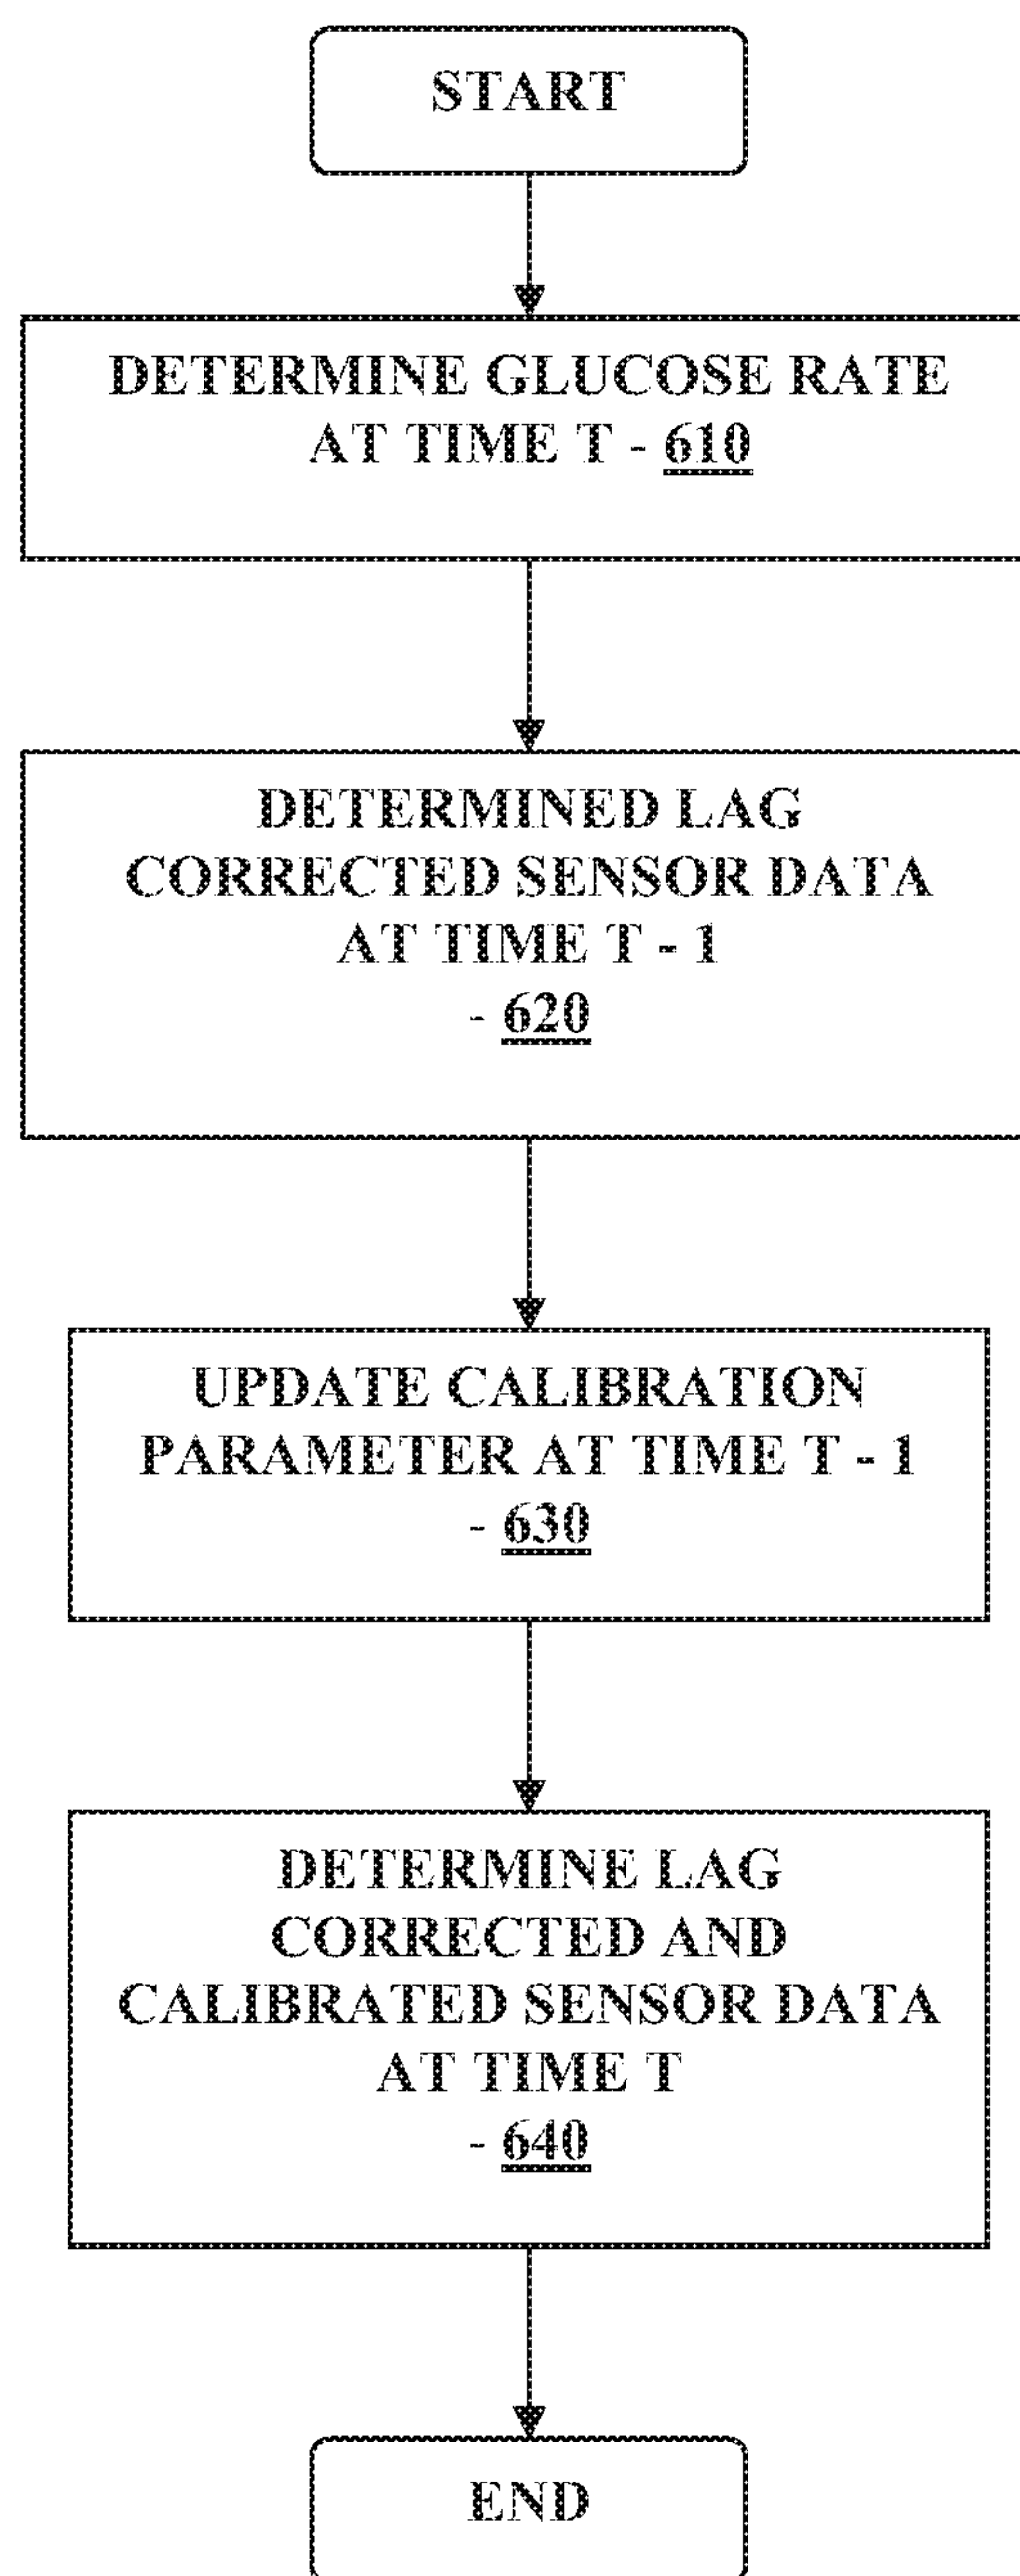 START
DETERMINE GLUCOSE RATE
AT TIME T - 610
DETERMINED LAG
CORRECTED SENSOR DATA
AT TIME T - 1
- 620
UPDATE CALIBRATION
PARAMETER AT TIME T - 1
- 630
DETERMINE LAG
CORRECTED AND
CALIBRATED SENSOR DATA
AT TIME T
- 640
END